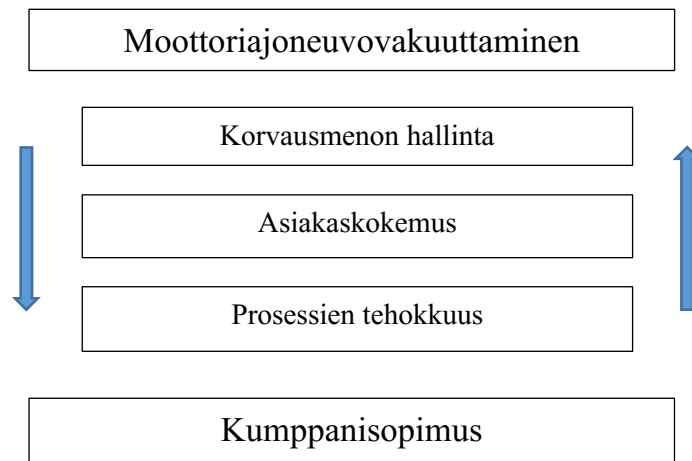 Moottoriajoneuvovakuuttaminen
Korvausmenon hallinta
Asiakaskokemus
Prosessien tehokkuus
Kumppanisopimus